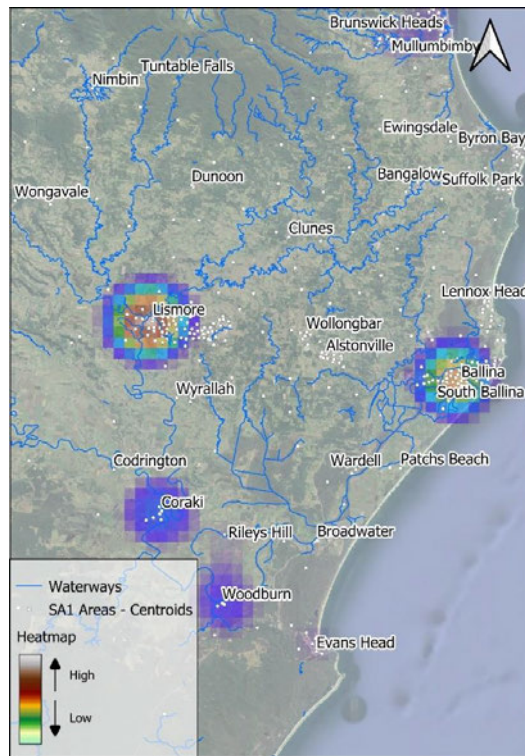 Brunswick Heads
Mullumbimby
Tuntable Falls
Nimbin
Ewingsdale
Byron Bay
Dunoon
Bangalow
Suffolk Park
Wongavale
Clunes
Lennox Head
Lismore
Wollongbar
Alstonville
Ballina
South Ballina
Wyrallah
Codrington
Wardell
Patchs Beach
Coraki
Rileys Hill
Broadwater
Woodburn
Evans Head
Waterways
SA1 Areas - Centroids
Heatmap
High
Low